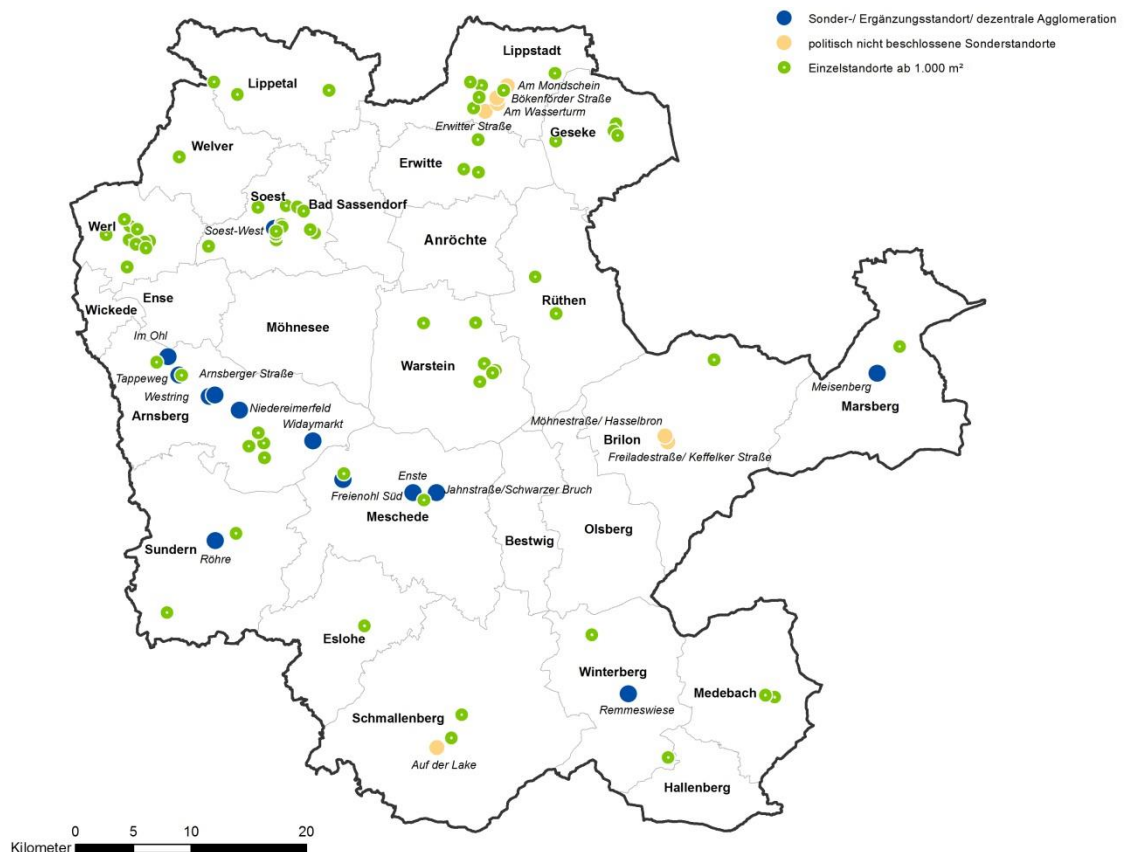 Sonder-/ Ergänzungsstandort/ dezentrale Agglomeration
politisch nicht beschlossene Sonderstandorte
Einzelstandorte ab 1.000 m²
Lippstadt
Lippetal
Am Mondschein
Bökenförder Straße
Am Wasserturm
Erwitter Straße
Geseke
Welver
Erwitte
Soest
Bad Sassendorf
Werl
Soest-West
Anröchte
Ense
Wickede
Möhnesee
Rüthen
Im Ohl
Warstein
Tappeweg
Arnsberger Straße
Westring
Arnsberg
Niedereimerfeld
Widaymarkt
Meisenberg
Marsberg
Möhnestraße/ Hasselbron
Brilon
Freiladestraße/ Keffelker Straße
Enste
Freienohl Süd
Jahnstraße/Schwarzer Bruch
Meschede
Olsberg
Bestwig
Sundern
Röhre
Eslohe
Winterberg
Medebach
Remmeswiese
Schmallenberg
Auf der Lake
Hallenberg
0 5 10 20
Kilometer